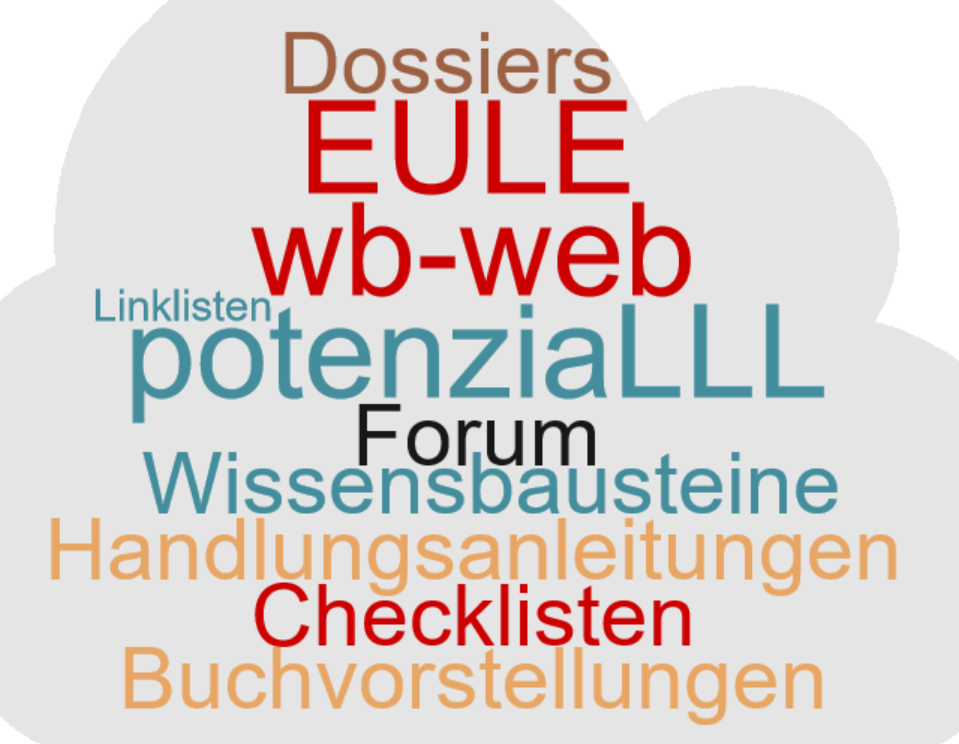 Dossiers
EULE
wb-web
Linklisten
potenziaLLL
Forum
Wissensbausteine
Handlungsanleitungen
Checklisten
Buchvorstellungen